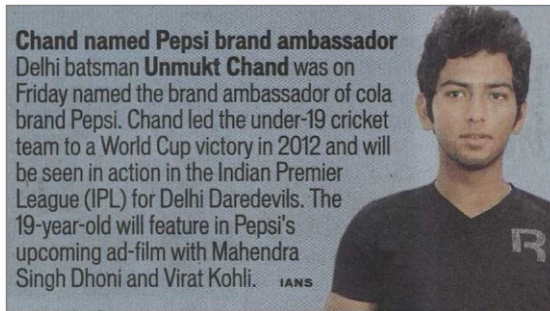 Chand named Pepsi brand ambassador
Delhi batsman Unmukt Chand was on
Friday named the brand ambassador of cola
brand Pepsi. Chand led the under-19 cricket
team to a World Cup victory in 2012 and will
be seen in action in the Indian Premier
League (IPL) for Delhi Daredevils. The
19-year-old will feature in Pepsi's
upcoming ad-film with Mahendra
Singh Dhoni and Virat Kohli. IANS
R